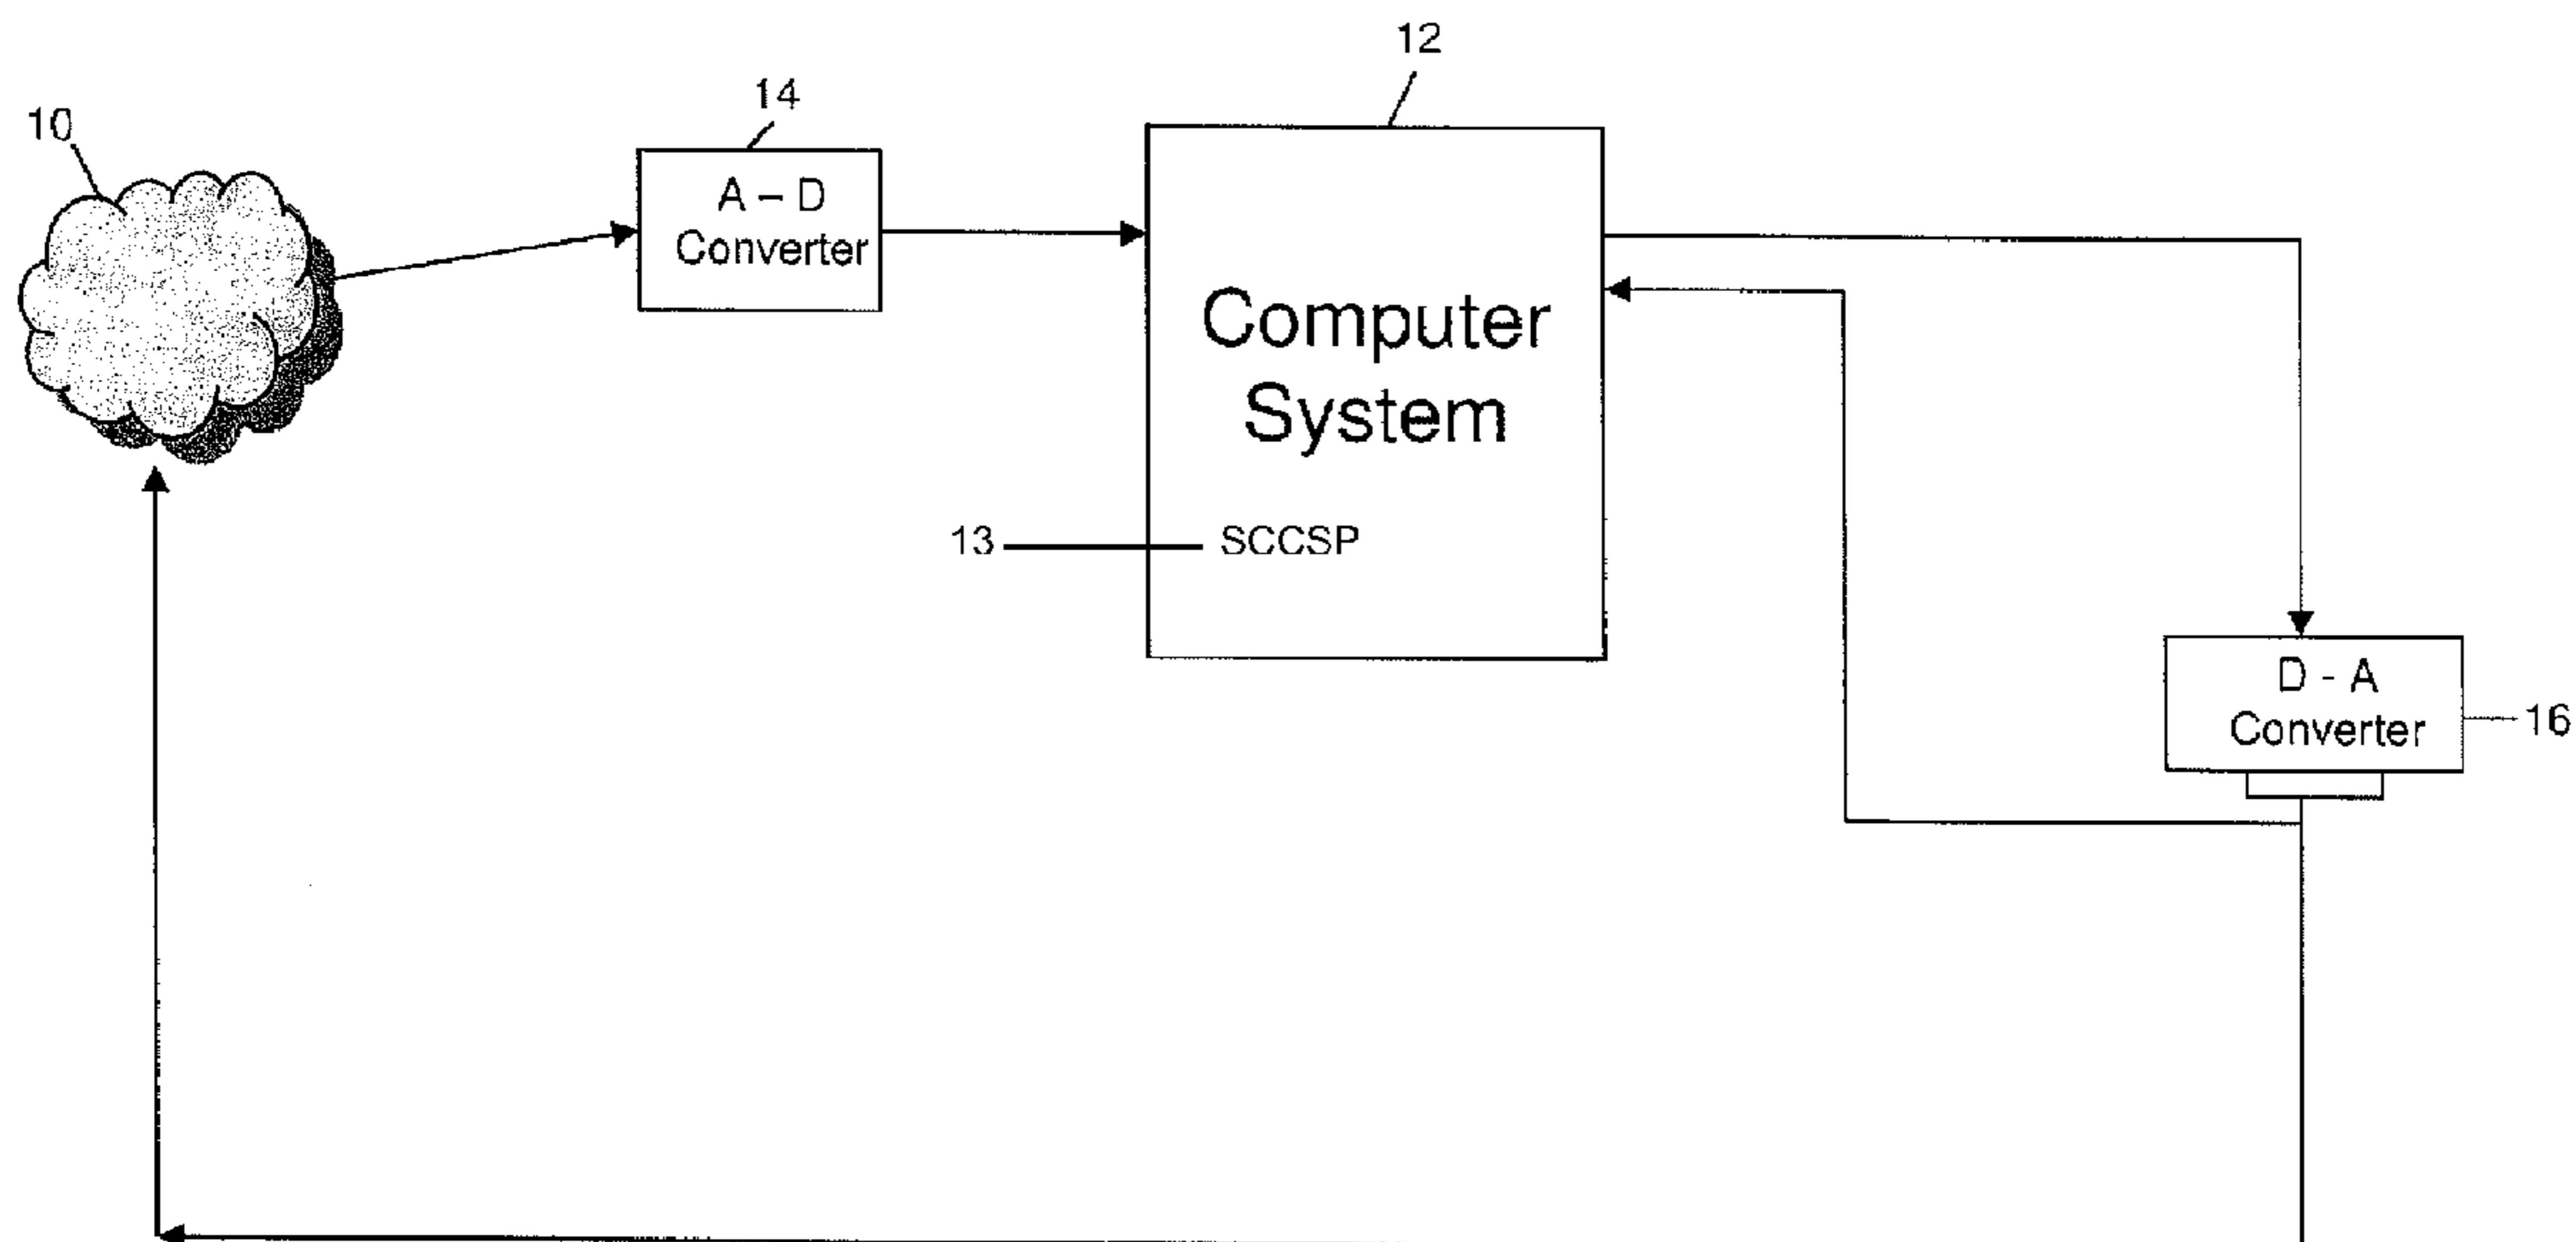 12
14
10
A – D
Converter
Computer
System
13
SCCSP
D - A
Converter
16